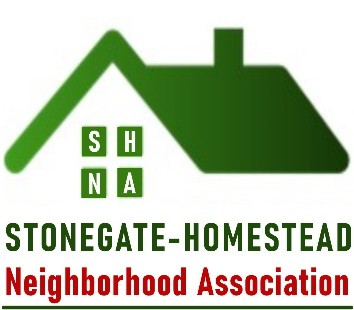 S H
N A
STONEGATE-HOMESTEAD
Neighborhood Association